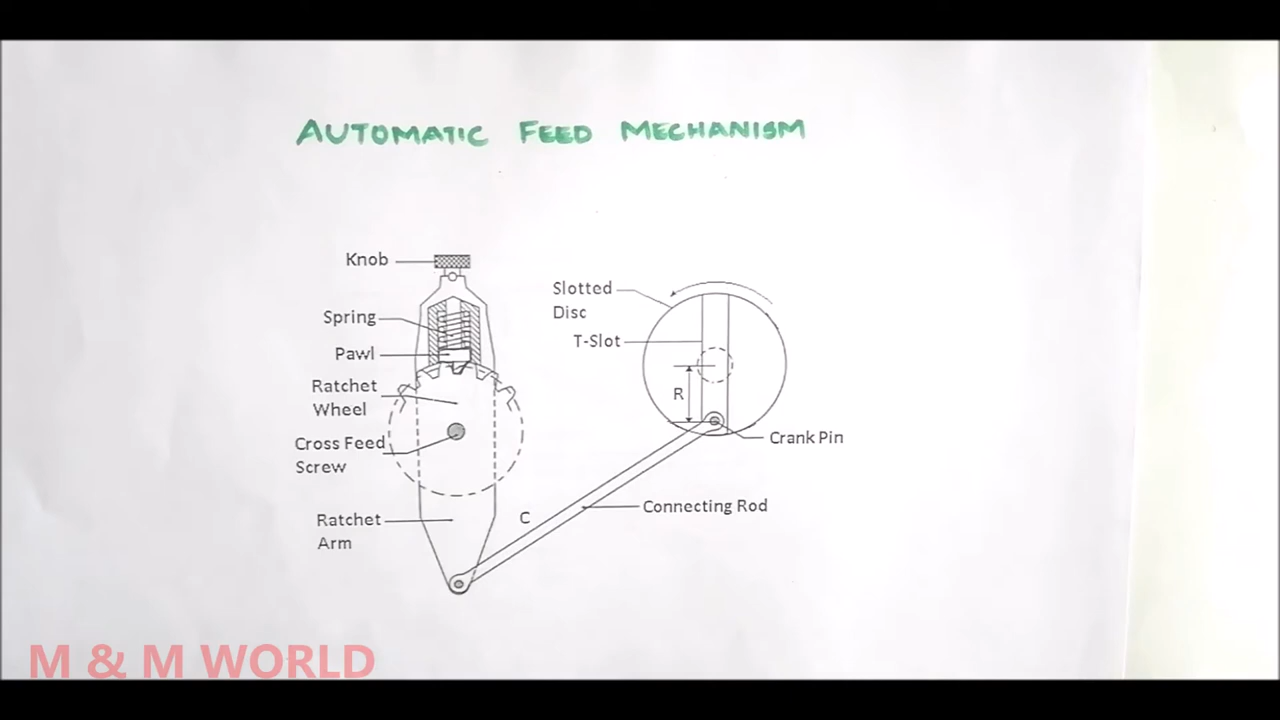 AUTOMATIC FEED MECHANISM
Knob
Spring
Pawl
Ratchet
Wheel
Cross Feed
Screw
Ratchet
Arm
Slotted
Disc
T-Slot
R
Crank Pin
Connecting Rod
C
M & M WORLD